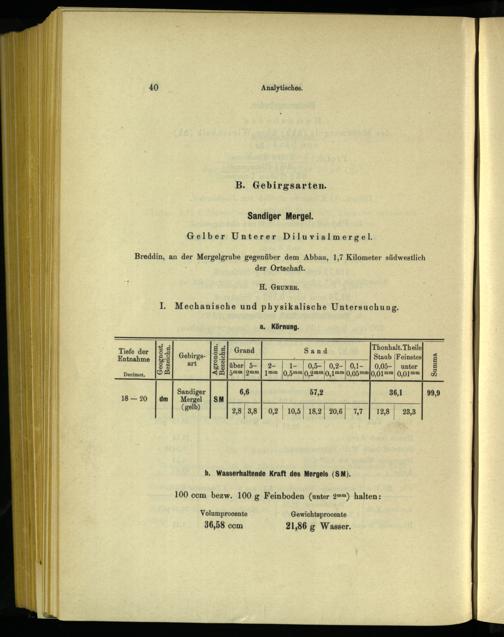 40
Analytisches.
B. Gebirgsarten.
Sandiger Mergel.
Gelber Unterer Diluvialmergel.
Breddin, an der Mergelgrube gegenüber dem Abbau, 1,7 Kilometer südwestlich
der Ortschaft.
H. Gruner.
I. Mechanische und physikalische Untersuchung.
a. Körnung.
Tiefe der Entnahme Decimet. Geognost. Bezeichn. Gebirgs-art Agronom. Bezeichn. Grand Sand Thonhalt. Theile Summa
Staub Feinstes
über 5mm 5-2mm 2-1mm 1-0,5mm 0,5-0,2mm 0,2-0,1mm 0,1-0,05mm 0,05-0,01mm unter 0,01mm
18 — 20 dm Sandiger Mergel (gelb) SM 6,6 57,2 36,1 99,9
2,8 3,8 0,2 10,5 18,2 20,6 7,7 12,8 23,3
b. Wasserhaltende Kraft des Mergels (SM).
100 ccm bezw. 100 g Feinboden (unter 2mm) halten:
Volumprocente Gewichtsprocente
36,58 ccm 21,86 g Wasser.